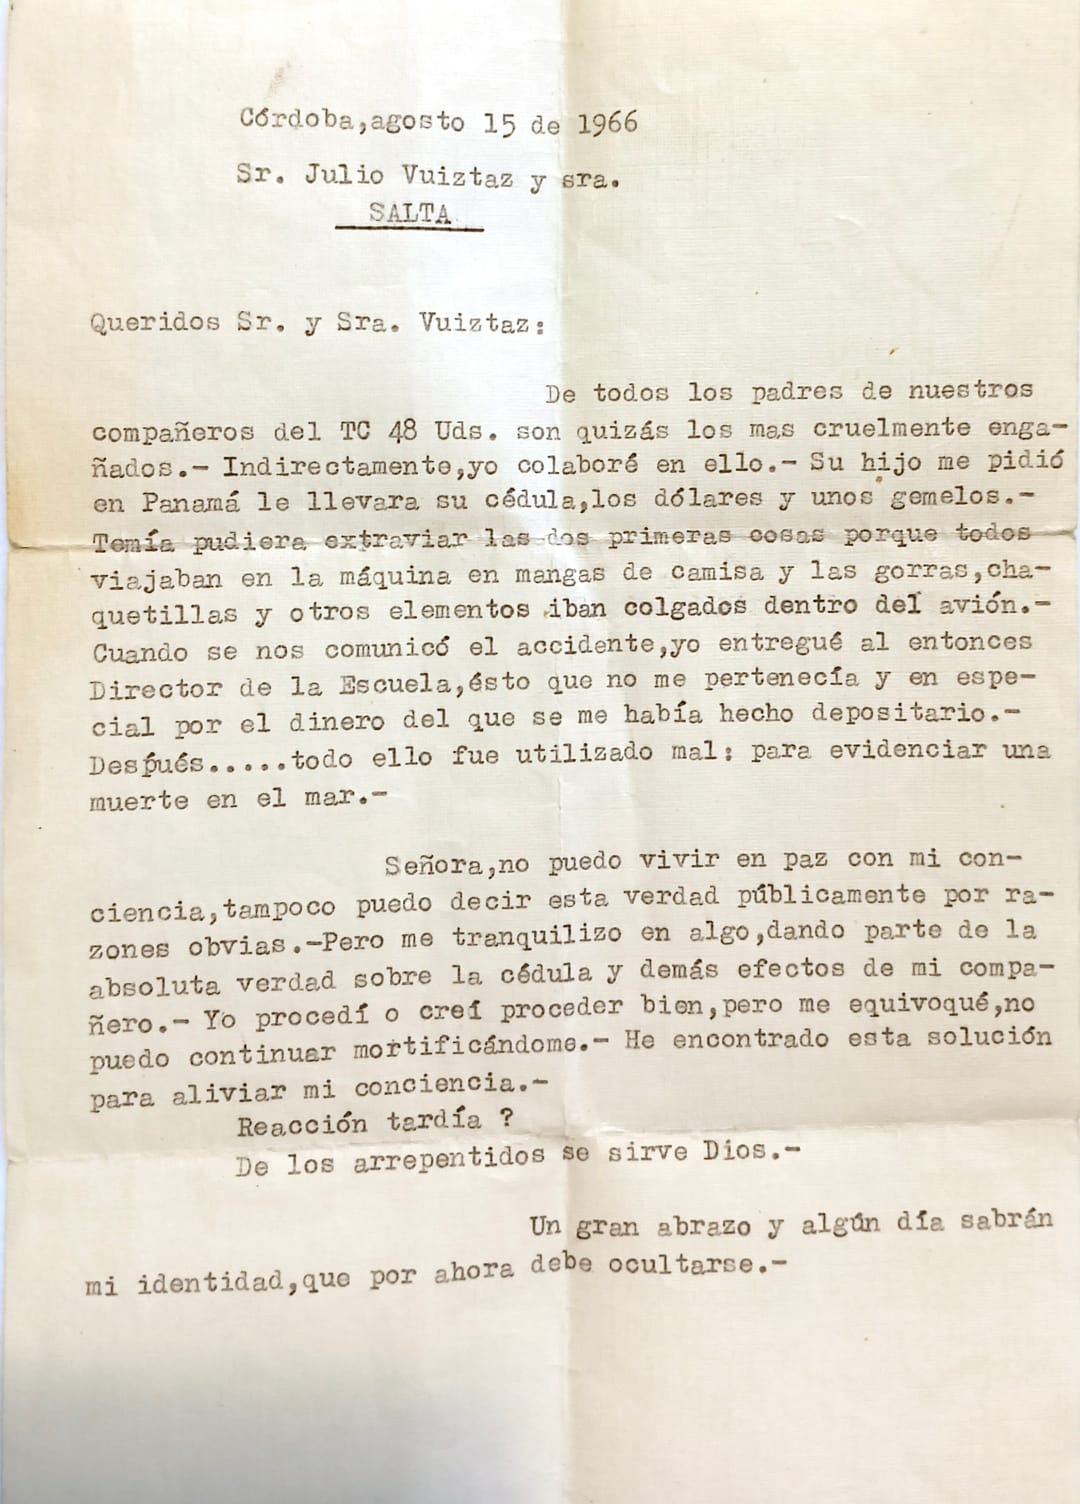 Córdoba,agosto 15 de 1966
Sr. Julio Vuiztaz y sra.
SALTA
Queridos Sr. y Sra. Vuiztaz:
De todos los padres de nuestros
compañeros del TC 48 Uds. son quizás los mas cruelmente enga-
ñados.- Indirectamente,yo colaboré en ello.- Su hijo me pidió
en Panamá le llevara su cédula,los dólares y unos gemelos.-
Temía pudiera extraviar las dos primeras cosas porque todos
viajaban en la máquina en mangas de camisa y las gorras,cha-
quetillas y otros elementos iban colgados dentro del avión.-
Cuando se nos comunicó el accidente,yo entregué al entonces
Director de la Escuela,ésto que no me pertenecía y en espe-
cial por el dinero del que se me había hecho depositario.-
Después.....todo ello fue utilizado mal: para evidenciar una
muerte en el mar.-
Señora,no puedo vivir en paz con mi con-
ciencia,tampoco puedo decir esta verdad públicamente por ra-
zones obvias.-Pero me tranquilizo en algo,dando parte de la
absoluta verdad sobre la cédula y demás efectos de mi compa-
ñero.- Yo procedí o creí proceder bien,pero me equivoqué,no
puedo continuar mortificándome.- He encontrado esta solución
para aliviar mi conciencia.-
Reacción tardía ?
De los arrepentidos se sirve Dios.-
Un gran abrazo y algún día sabrán
mi identidad,que por ahora debe ocultarse.-